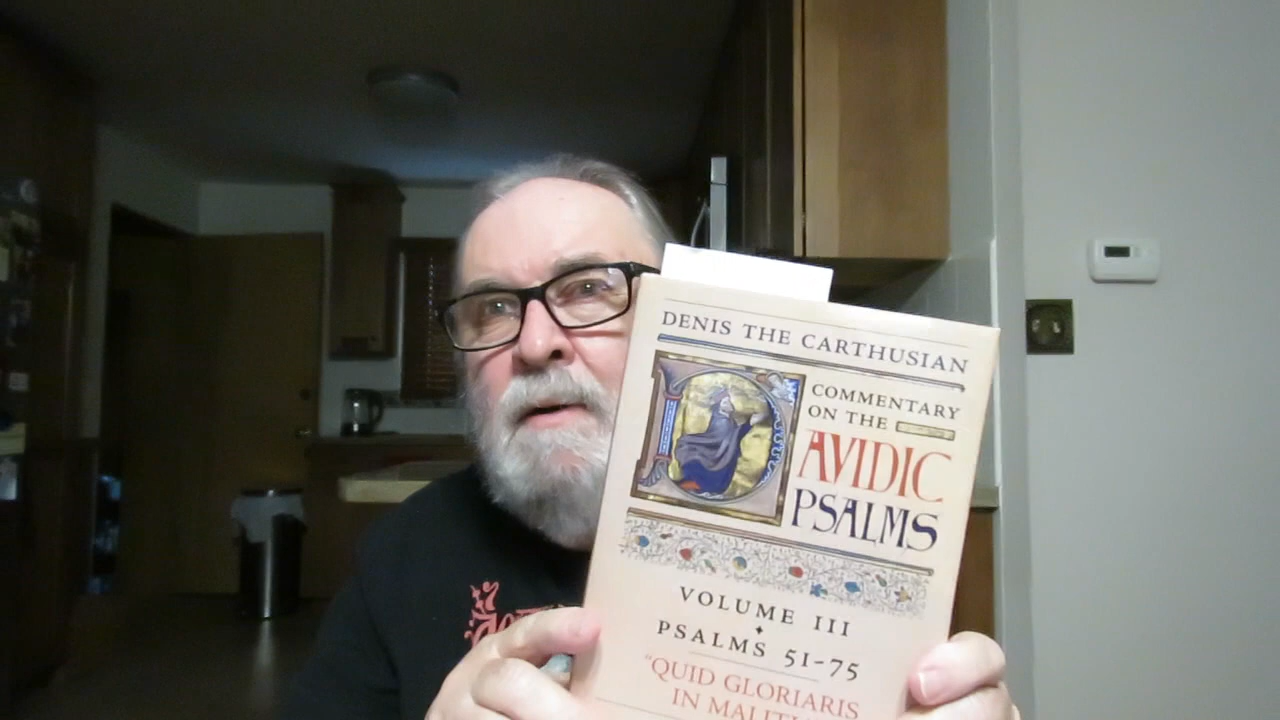 DENIS THE CARTHUSIAN
COMMENTARY
ON THE
DAVIDIC
PSALMS
VOLUME III
PSALMS 51-75
"QUID GLORIARIS
IN